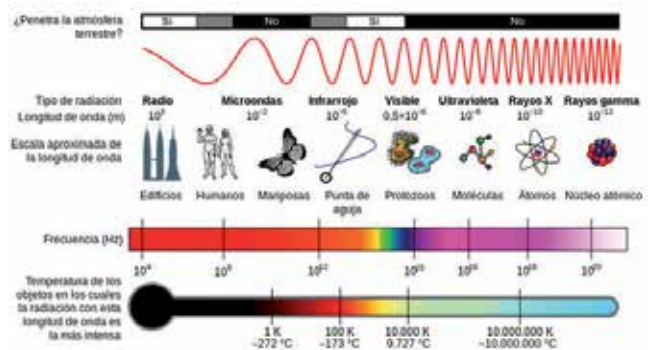 ¿Penetra la atmósfera
terrestre?
Sí
No
Sí
No
Tipo de radiación
Radio
Microondas
Infrarrojo
Visible
Ultravioleta
Rayos X
Rayos gamma
Longitud de onda (m)
10⁻²
10⁻⁵
0,5×10⁻⁶
10⁻⁸
10⁻¹⁰
10⁻¹²
Escala aproximada de
la longitud de onda
Edificios
Humanos
Mariposas
Punta de
aguja
Protozoos
Moléculas
Átomos
Núcleo atómico
Frecuencia (Hz)
10¹²
10¹⁵
10¹⁶
10¹⁸
10²⁰
Temperatura de los
objetos en los cuales
la radiación con esta
longitud de onda es
la más intensa
1 K
100 K
10.000 K
10.000.000 K
−272 °C
−173 °C
9.727 °C
~10.000.000 °C